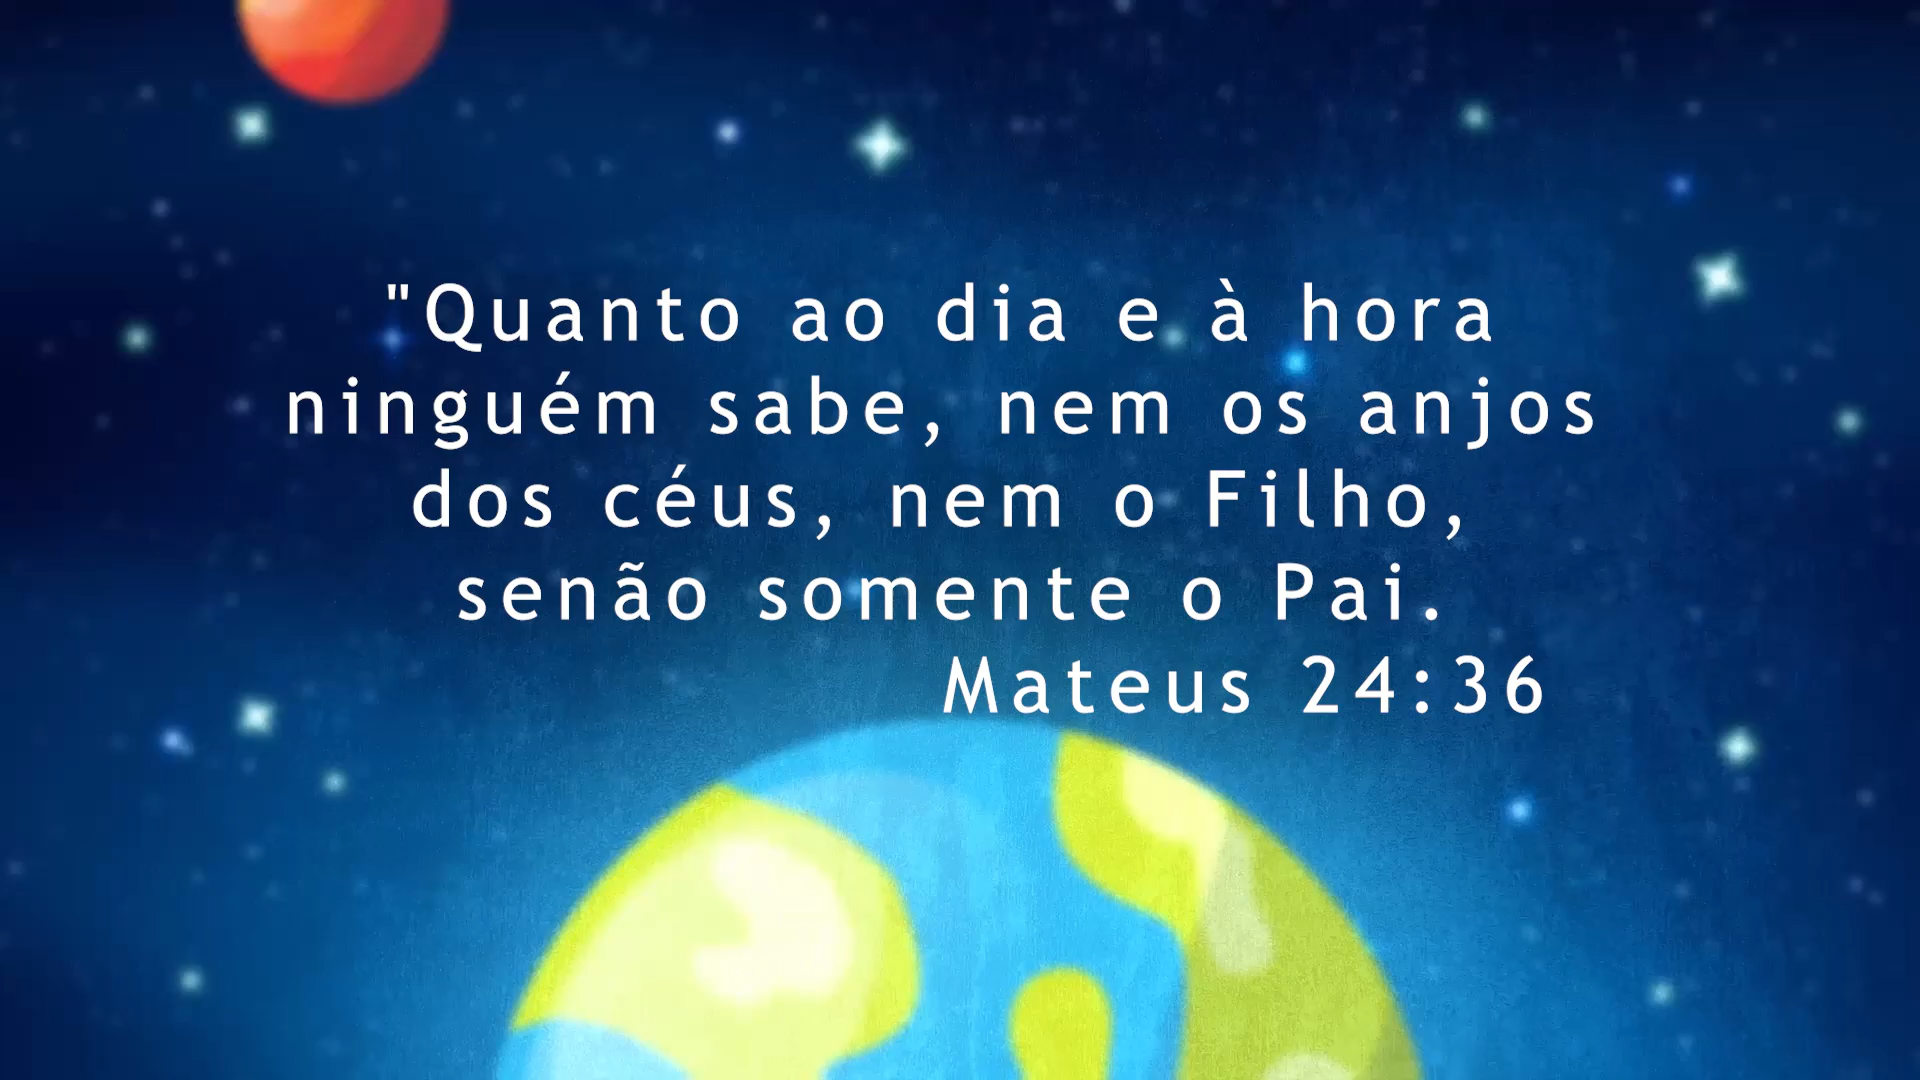 "Quanto ao dia e à hora
ninguém sabe, nem os anjos
dos céus, nem o Filho,
senão somente o Pai.
Mateus 24:36